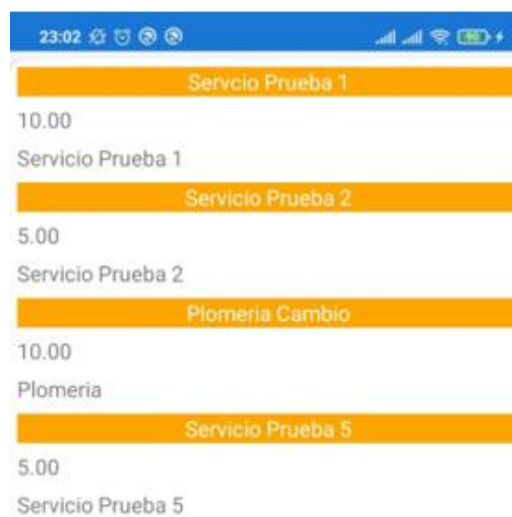 23:02
Servcio Prueba 1
10.00
Servicio Prueba 1
Servicio Prueba 2
5.00
Servicio Prueba 2
Plomeria Cambio
10.00
Plomeria
Servicio Prueba 5
5.00
Servicio Prueba 5